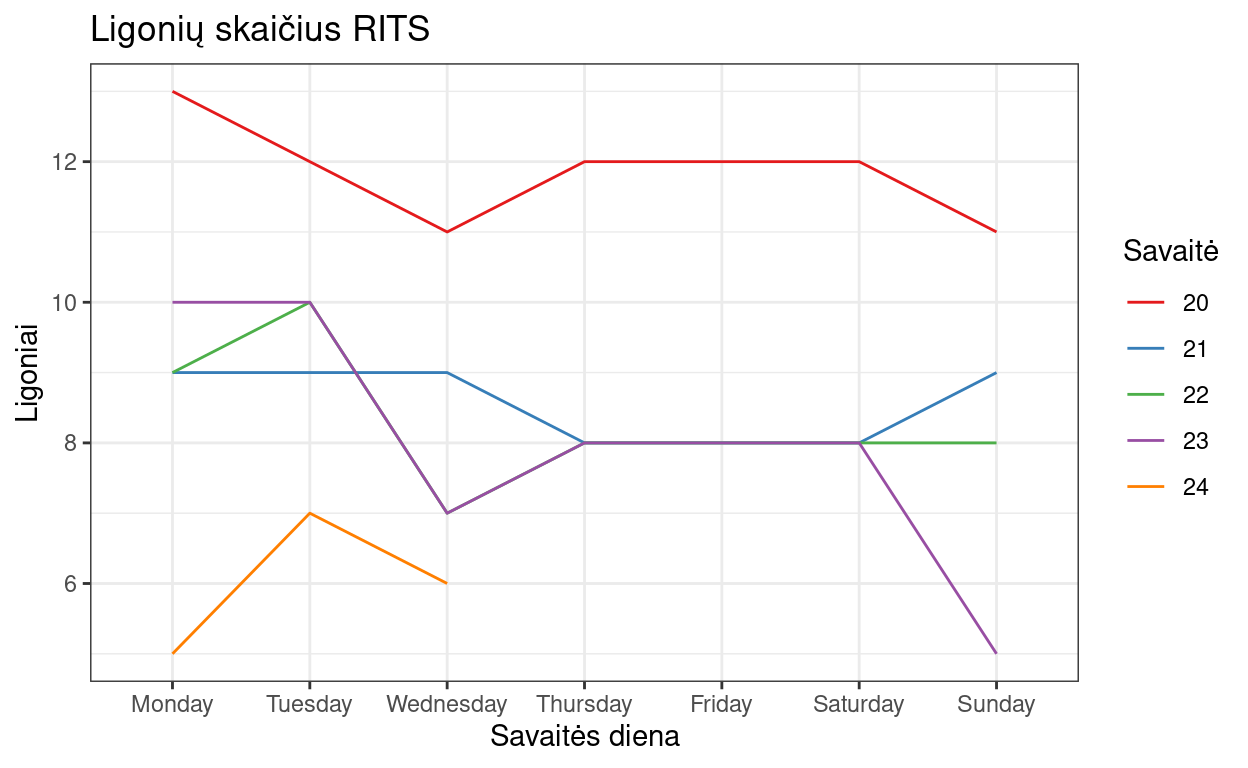 Ligonių skaičius RITS
Ligoniai
12
10
8
6
Monday Tuesday Wednesday Thursday Friday Saturday Sunday
Savaitės diena
Savaitė
20
21
22
23
24